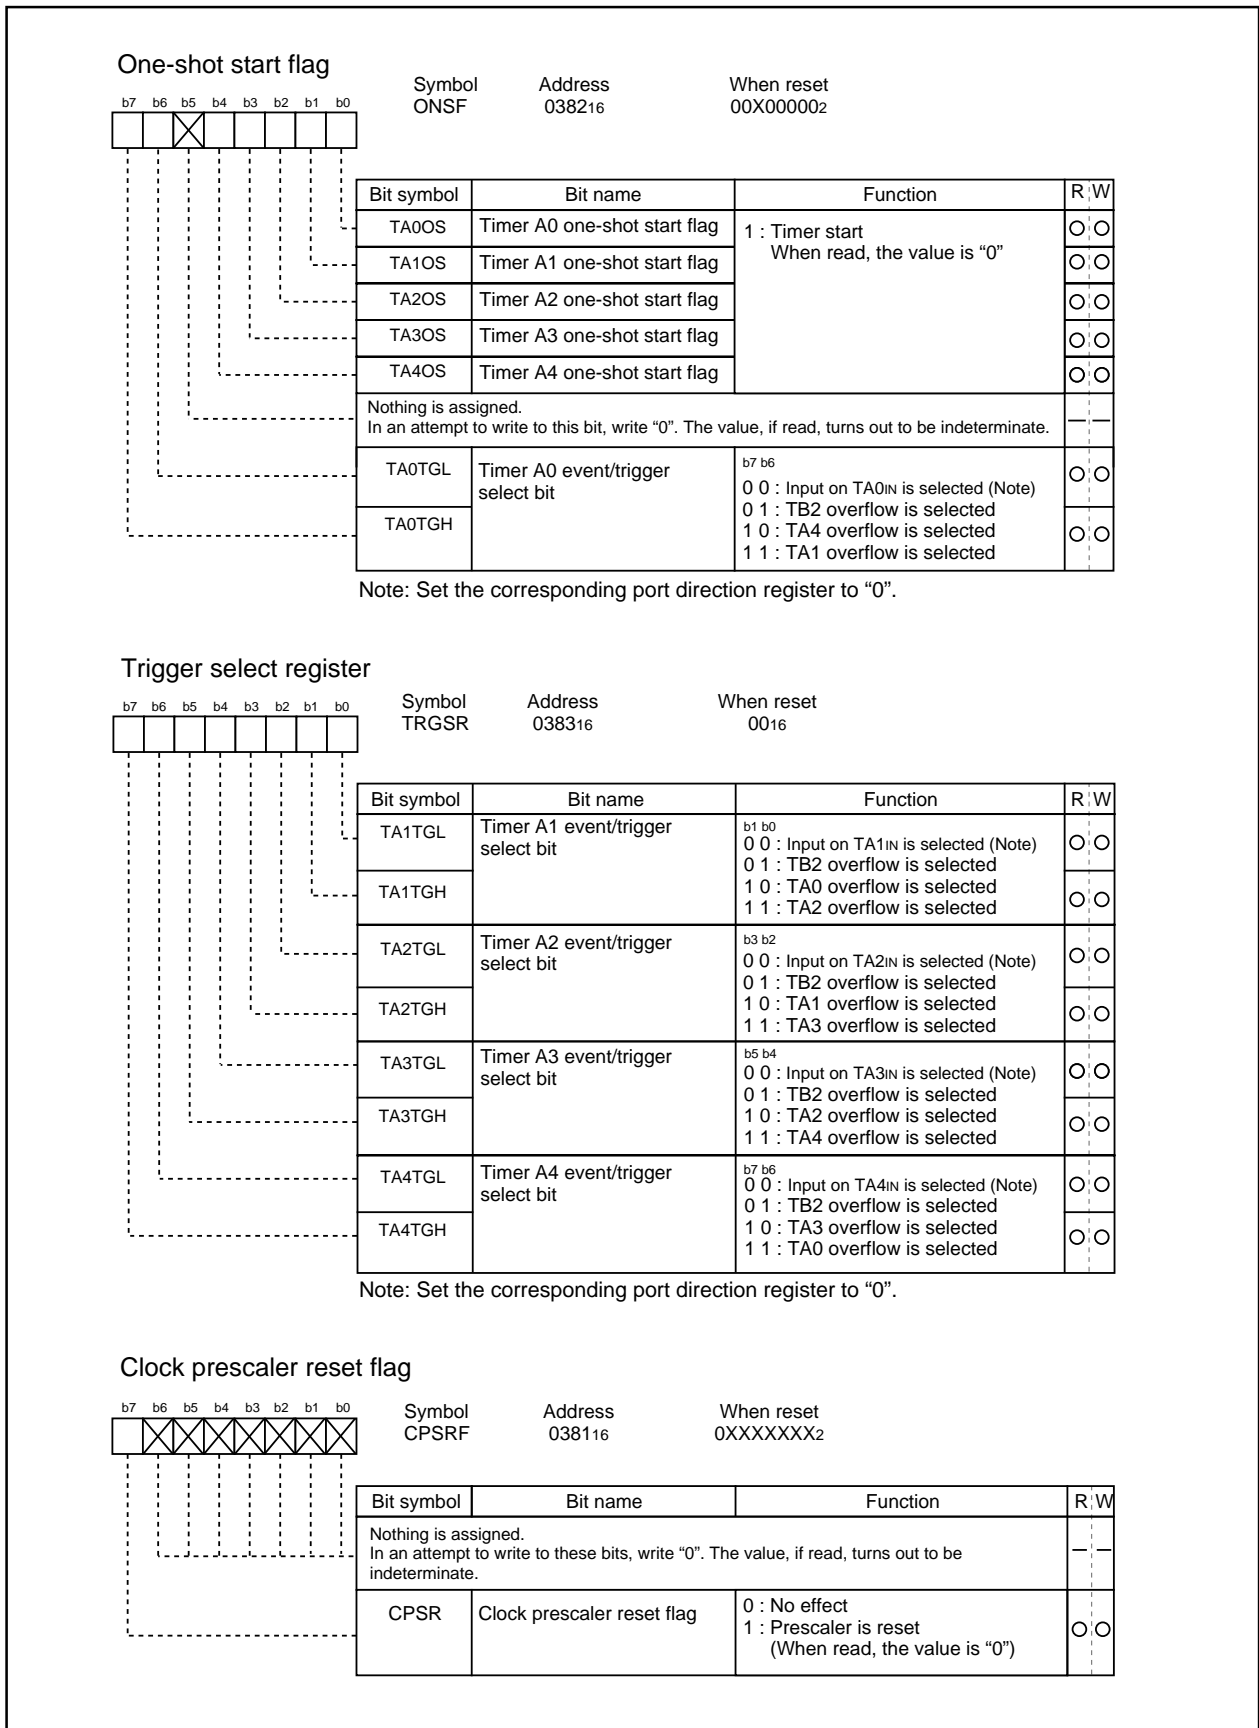 One-shot start flag
Symbol Address When reset
ONSF 038216 00X000002
b7 b6 b5 b4 b3 b2 b1 b0
Bit symbol Bit name Function R W
TA0OS Timer A0 one-shot start flag 1 : Timer start
When read, the value is “0”
TA1OS Timer A1 one-shot start flag
TA2OS Timer A2 one-shot start flag
TA3OS Timer A3 one-shot start flag
TA4OS Timer A4 one-shot start flag
Nothing is assigned.
In an attempt to write to this bit, write “0”. The value, if read, turns out to be indeterminate.
TA0TGL Timer A0 event/trigger
select bit
TA0TGH
b7 b6
0 0 : Input on TA0IN is selected (Note)
0 1 : TB2 overflow is selected
1 0 : TA4 overflow is selected
1 1 : TA1 overflow is selected
Note: Set the corresponding port direction register to “0”.
Trigger select register
Symbol Address When reset
TRGSR 038316 0016
b7 b6 b5 b4 b3 b2 b1 b0
Bit symbol Bit name Function R W
TA1TGL Timer A1 event/trigger
select bit
TA1TGH
b1 b0
0 0 : Input on TA1IN is selected (Note)
0 1 : TB2 overflow is selected
1 0 : TA0 overflow is selected
1 1 : TA2 overflow is selected
TA2TGL Timer A2 event/trigger
select bit
TA2TGH
b3 b2
0 0 : Input on TA2IN is selected (Note)
0 1 : TB2 overflow is selected
1 0 : TA1 overflow is selected
1 1 : TA3 overflow is selected
TA3TGL Timer A3 event/trigger
select bit
TA3TGH
b5 b4
0 0 : Input on TA3IN is selected (Note)
0 1 : TB2 overflow is selected
1 0 : TA2 overflow is selected
1 1 : TA4 overflow is selected
TA4TGL Timer A4 event/trigger
select bit
TA4TGH
b7 b6
0 0 : Input on TA4IN is selected (Note)
0 1 : TB2 overflow is selected
1 0 : TA3 overflow is selected
1 1 : TA0 overflow is selected
Note: Set the corresponding port direction register to “0”.
Clock prescaler reset flag
Symbol Address When reset
CPSRF 038116 0XXXXXXX2
b7 b6 b5 b4 b3 b2 b1 b0
Bit symbol Bit name Function R W
Nothing is assigned.
In an attempt to write to these bits, write “0”. The value, if read, turns out to be
indeterminate.
CPSR Clock prescaler reset flag 0 : No effect
1 : Prescaler is reset
(When read, the value is “0”)